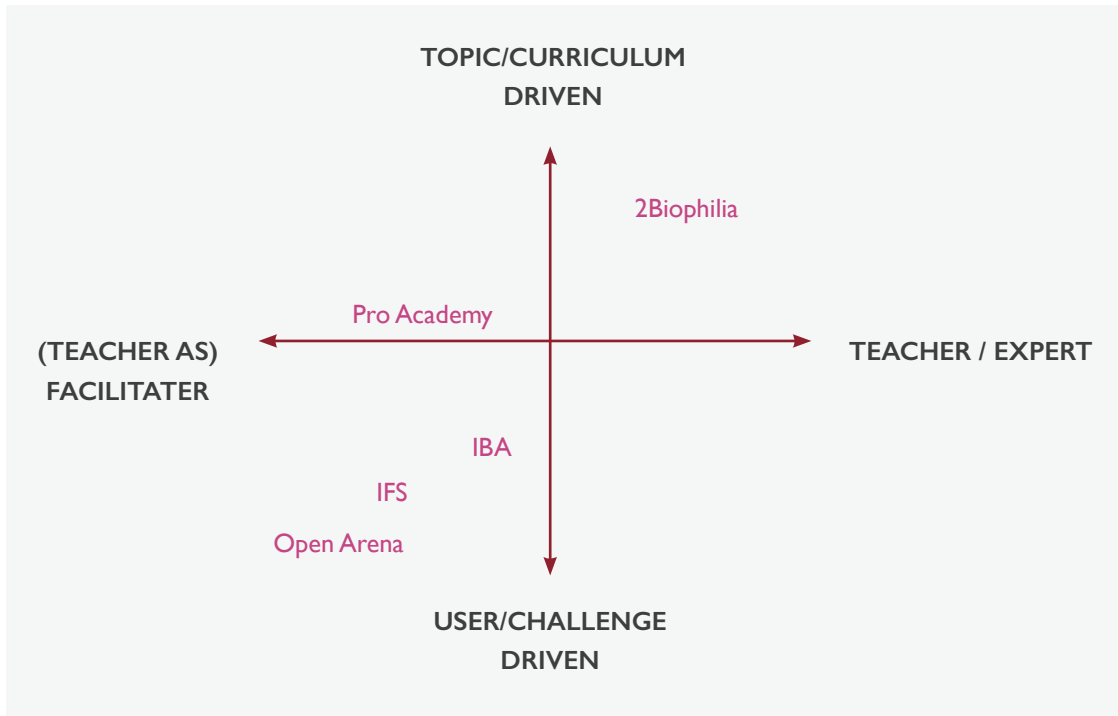 TOPIC/CURRICULUM
DRIVEN
2Biophilia
Pro Academy
(TEACHER AS)
FACILITATER
TEACHER / EXPERT
IBA
IFS
Open Arena
USER/CHALLENGE
DRIVEN